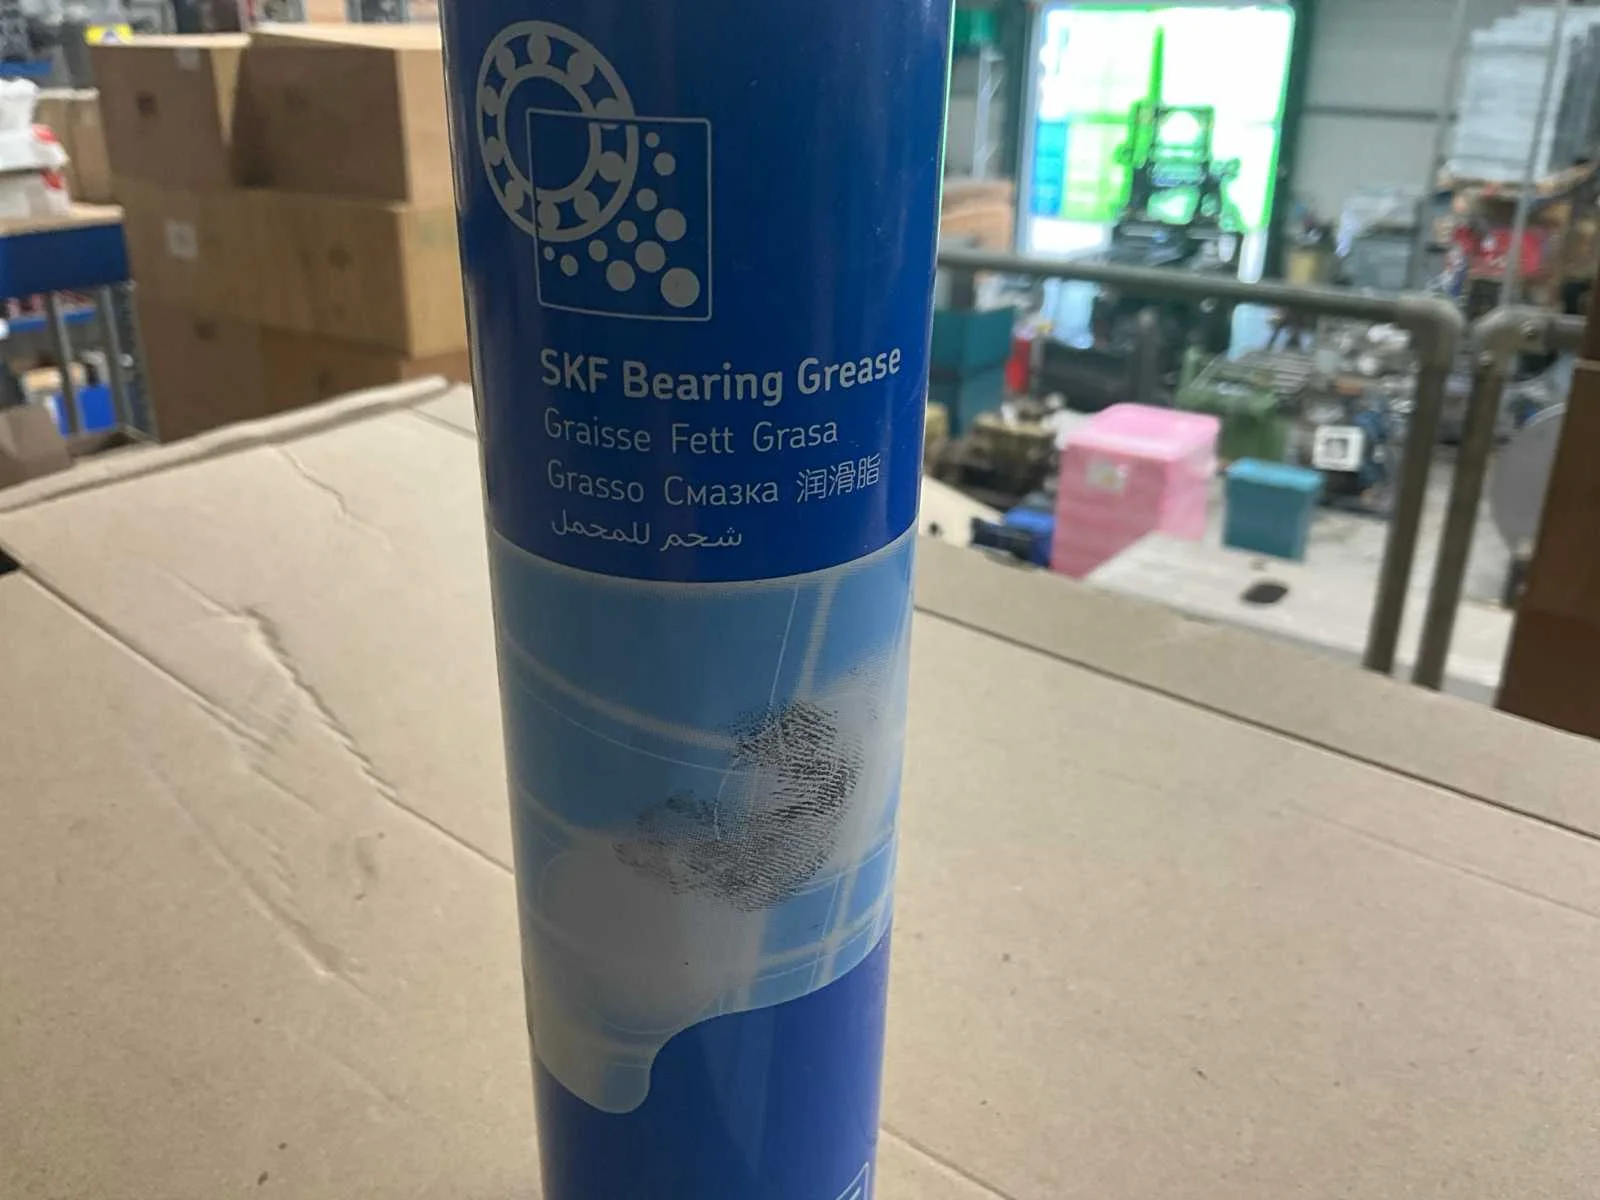 SKF Bearing Grease
Graisse Fett Grasa
Grasso Смазка 润滑脂
شحم للمحمل